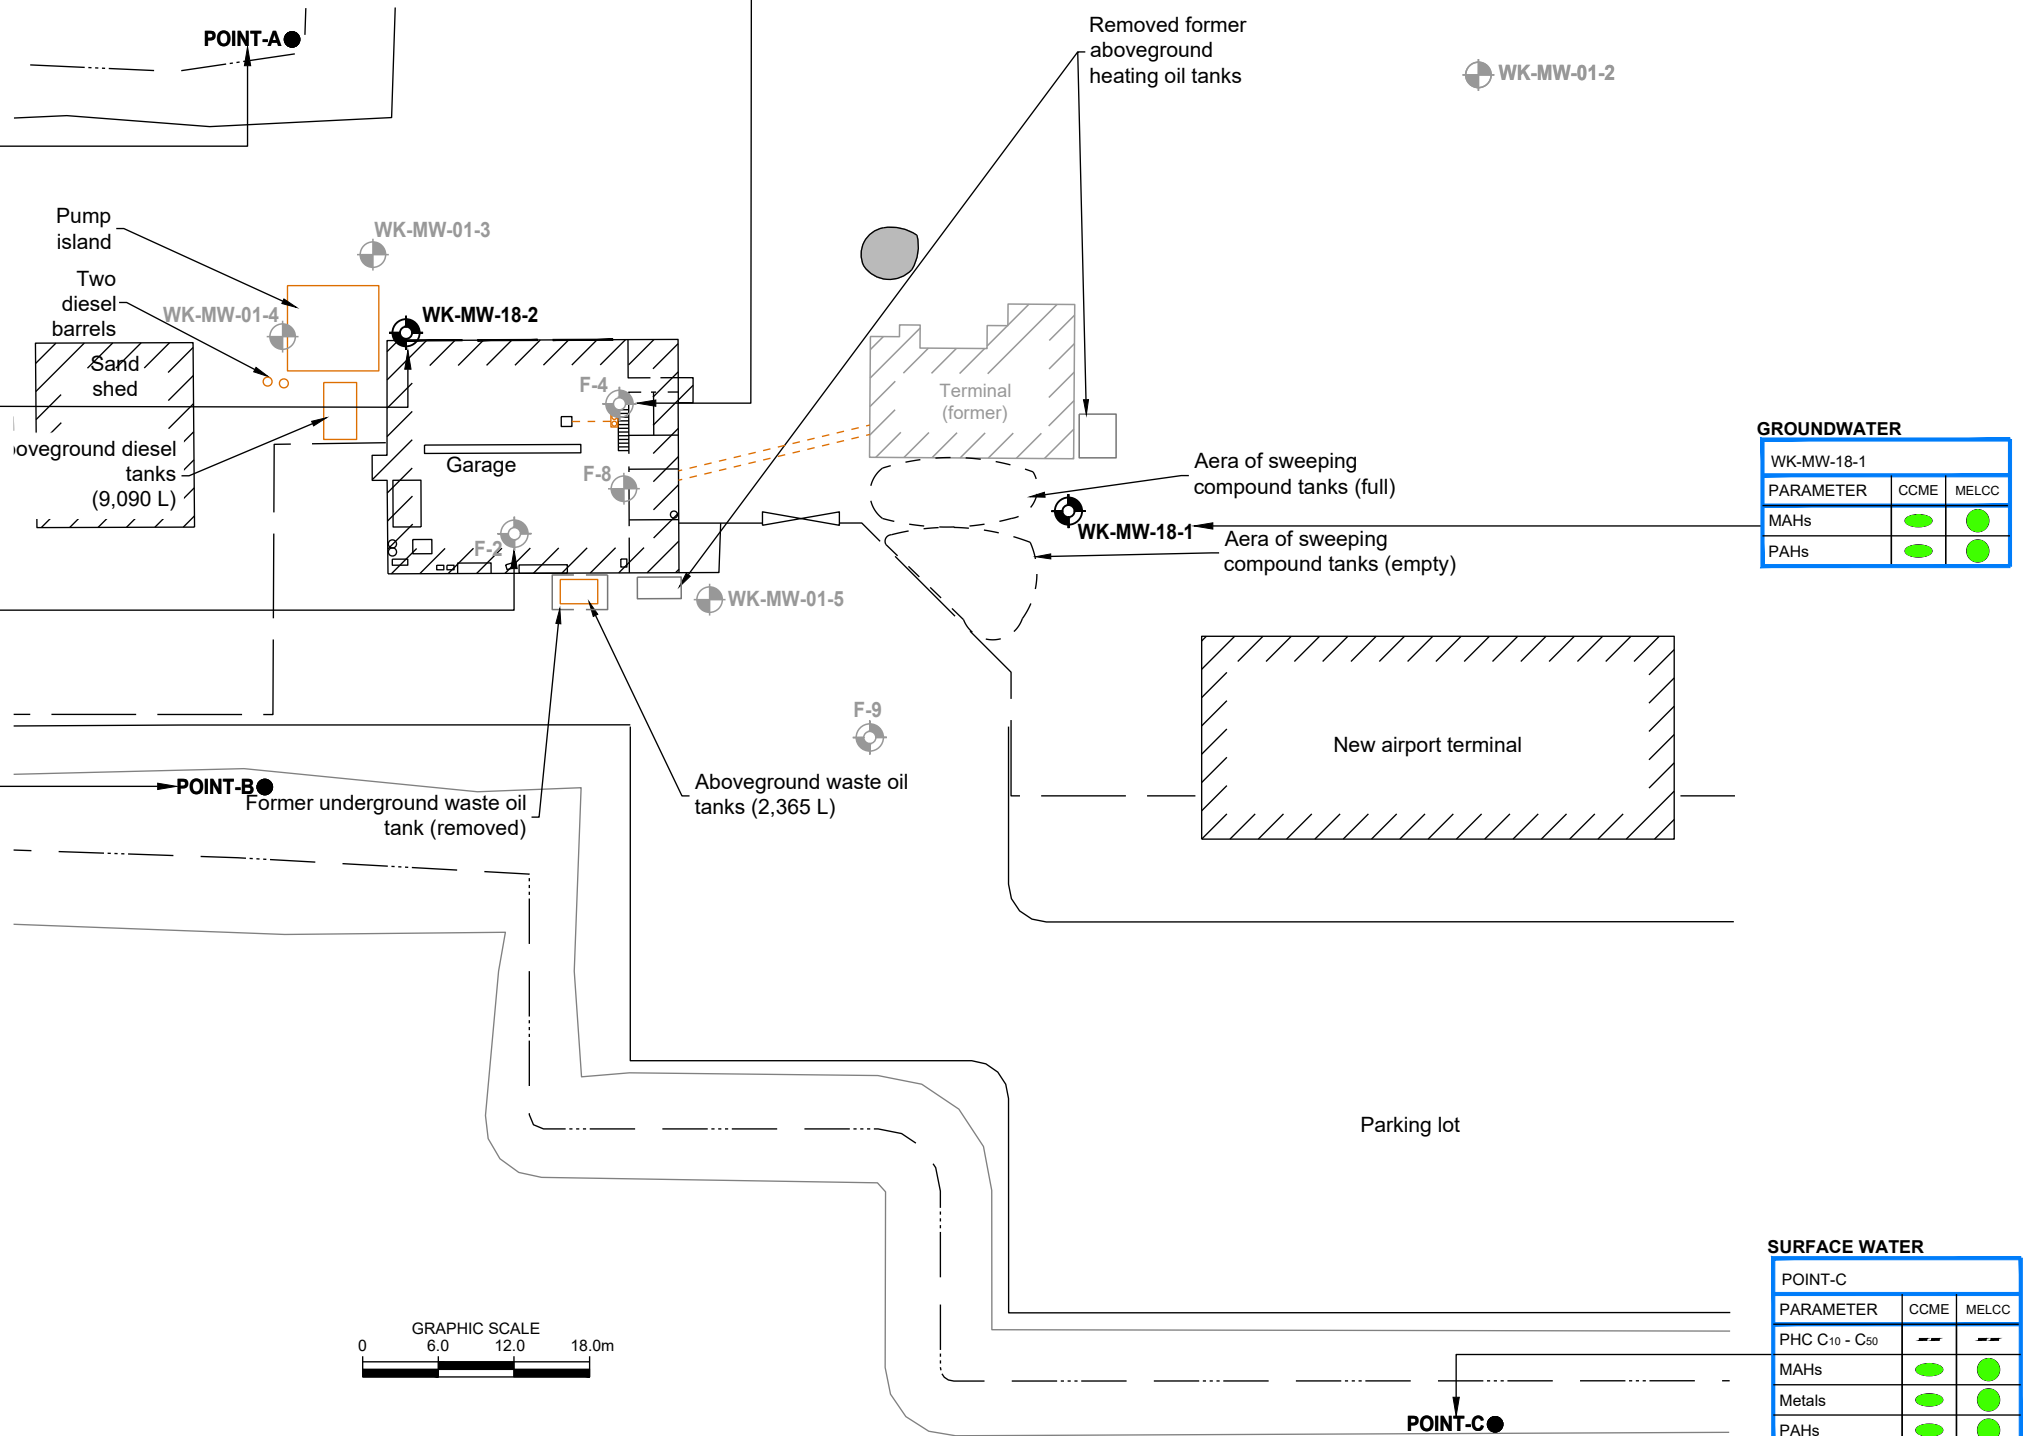 POINT-A
Removed former
aboveground
heating oil tanks
WK-MW-01-2
Pump
island
WK-MW-01-3
Two
diesel
barrels
WK-MW-01-4
WK-MW-18-2
Sand
shed
F-4
Terminal
(former)
oveground diesel
tanks
(9,090 L)
Garage
F-8
F-2
Aera of sweeping
compound tanks (full)
WK-MW-18-1
Aera of sweeping
compound tanks (empty)
GROUNDWATER
WK-MW-18-1
PARAMETER CCME MELCC
MAHs
PAHs
WK-MW-01-5
F-9
New airport terminal
POINT-B
Former underground waste oil
tank (removed)
Aboveground waste oil
tanks (2,365 L)
Parking lot
GRAPHIC SCALE
0 6.0 12.0 18.0m
SURFACE WATER
POINT-C
PARAMETER CCME MELCC
PHC C10 - C50 -- --
MAHs
Metals
PAHs
POINT-C